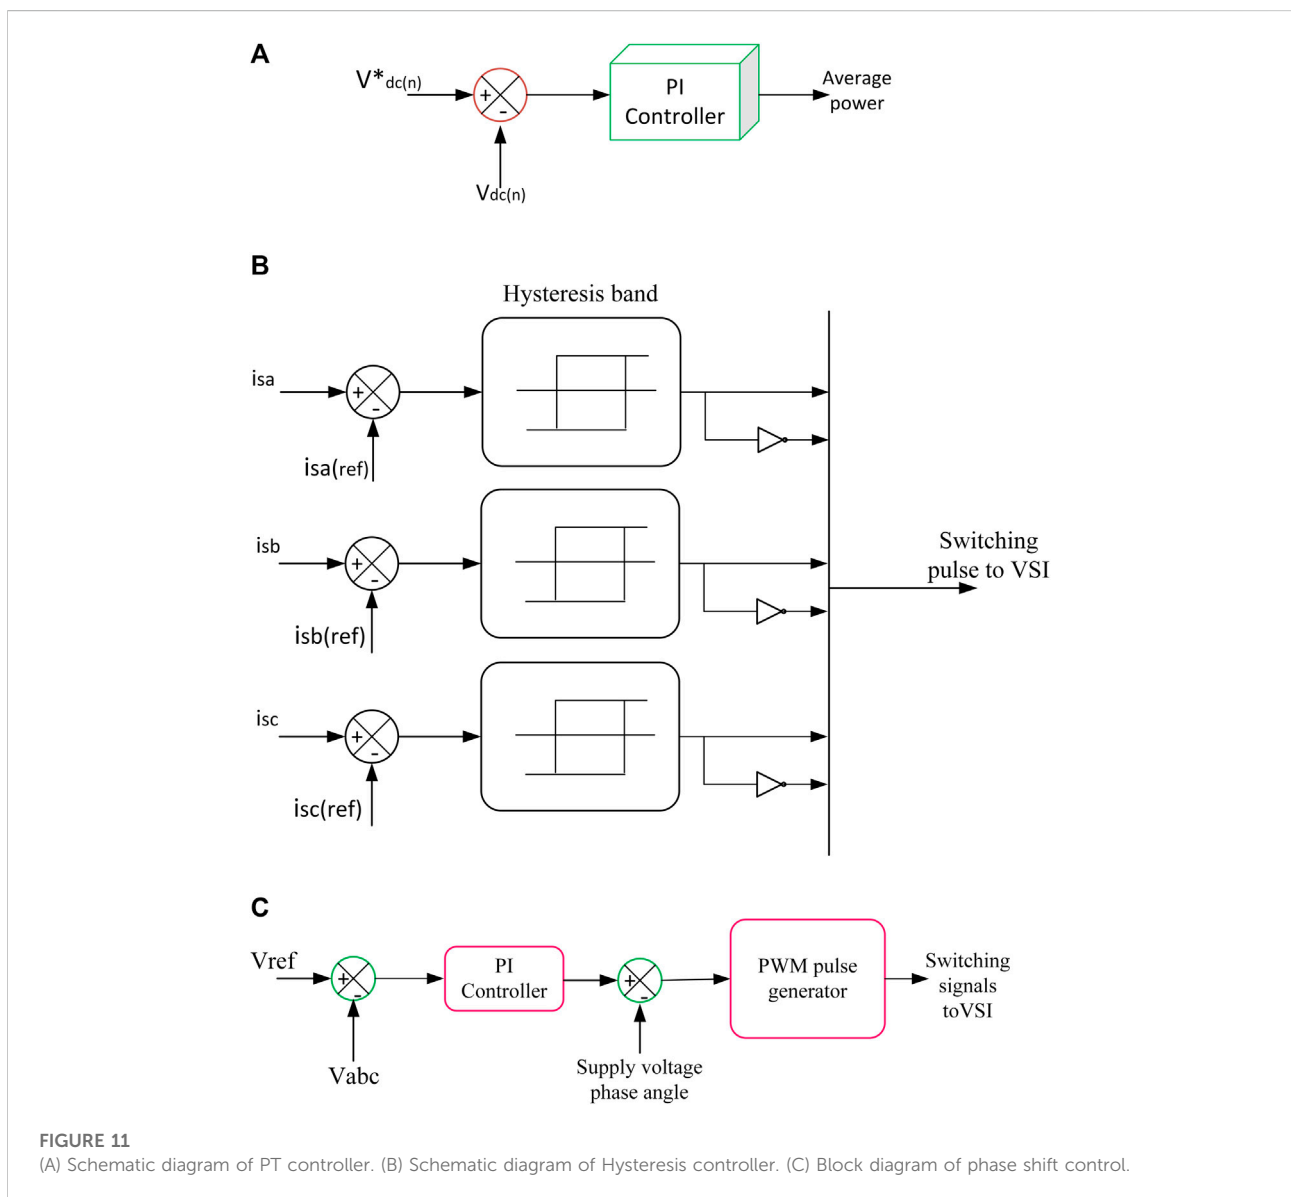 A
V*dc(n)
+
-
Vdc(n)
PI
Controller
Average
power
B
Hysteresis band
isa
+
-
isa(ref)
isb
+
-
isb(ref)
isc
+
-
isc(ref)
Switching
pulse to VSI
C
Vref
+
-
Vabc
PI
Controller
+
-
Supply voltage
phase angle
PWM pulse
generator
Switching
signals
toVSI
FIGURE 11
(A) Schematic diagram of PT controller. (B) Schematic diagram of Hysteresis controller. (C) Block diagram of phase shift control.